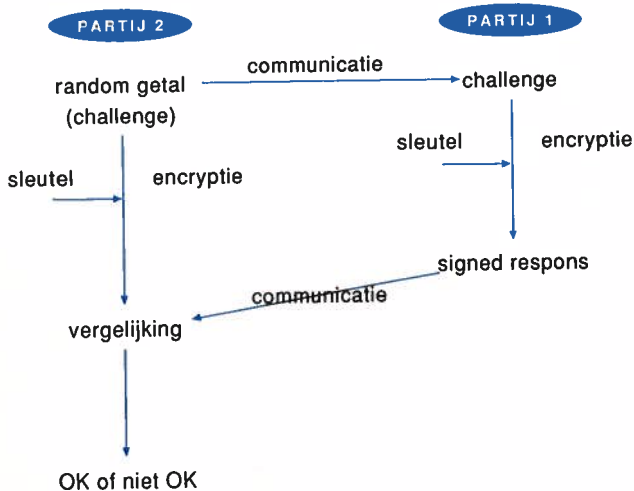 PARTIJ 2
PARTIJ 1
communicatie
random getal
(challenge)
challenge
sleutel
encryptie
sleutel
encryptie
signed respons
communicatie
vergelijking
OK of niet OK